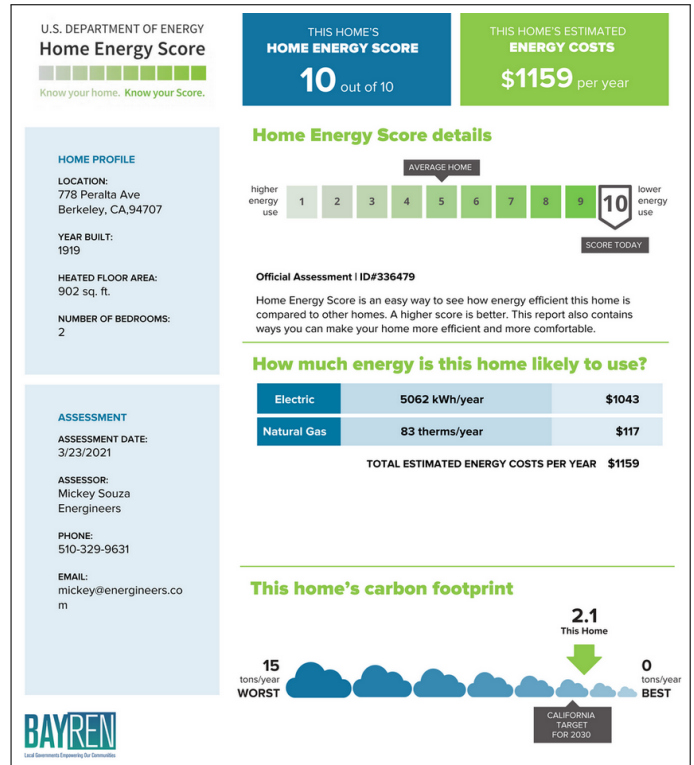 U.S. DEPARTMENT OF ENERGY
Home Energy Score
Know your home. Know your Score.
THIS HOME'S
HOME ENERGY SCORE
10 out of 10
THIS HOME'S ESTIMATED
ENERGY COSTS
$1159 per year
HOME PROFILE
LOCATION:
778 Peralta Ave
Berkeley, CA,94707
YEAR BUILT:
1919
HEATED FLOOR AREA:
902 sq. ft.
NUMBER OF BEDROOMS:
2
ASSESSMENT
ASSESSMENT DATE:
3/23/2021
ASSESSOR:
Mickey Souza
Energineers
PHONE:
510-329-9631
EMAIL:
mickey@energineers.co
m
Home Energy Score details
AVERAGE HOME
higher
energy
use
1 2 3 4 5 6 7 8 9 10
lower
energy
use
SCORE TODAY
Official Assessment | ID#336479
Home Energy Score is an easy way to see how energy efficient this home is
compared to other homes. A higher score is better. This report also contains
ways you can make your home more efficient and more comfortable.
How much energy is this home likely to use?
Electric 5062 kWh/year $1043
Natural Gas 83 therms/year $117
TOTAL ESTIMATED ENERGY COSTS PER YEAR $1159
This home's carbon footprint
2.1
This Home
15
tons/year
WORST
0
tons/year
BEST
CALIFORNIA
TARGET
FOR 2030
BAYREN
Local Governments Empowering Our Communities